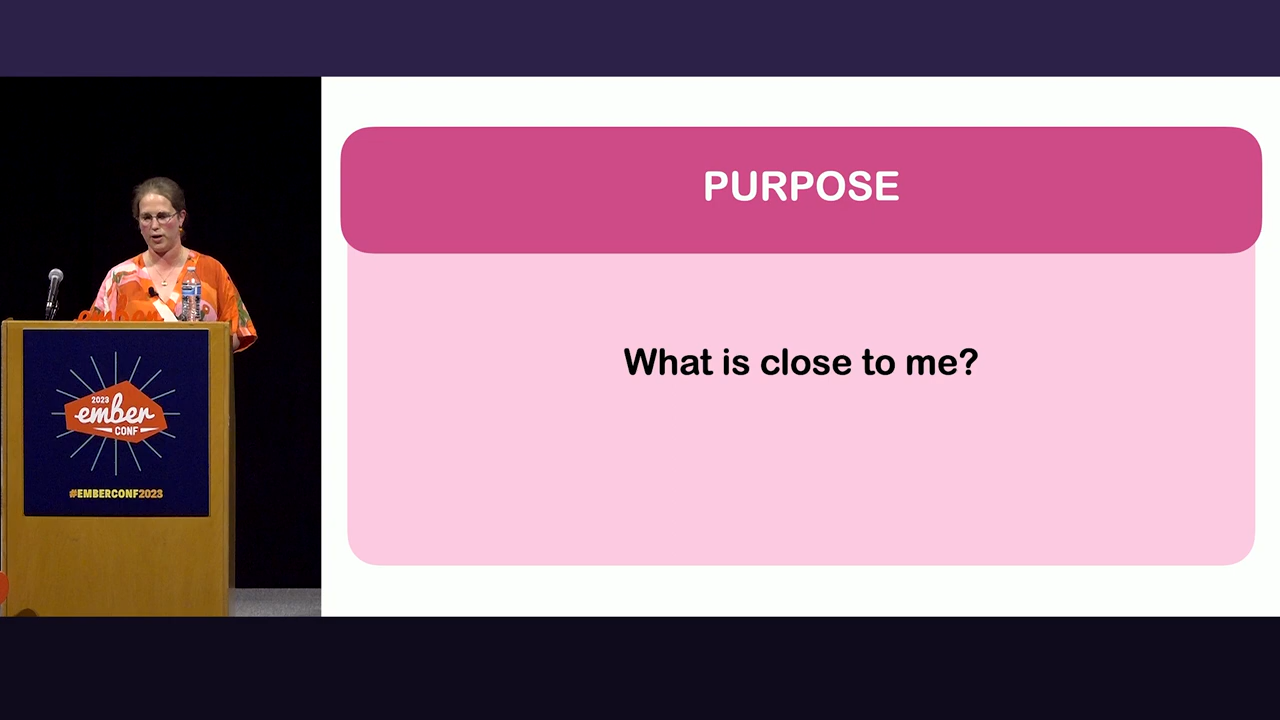 PURPOSE
What is close to me?
2023
ember
CONF
#EMBERCONF2023